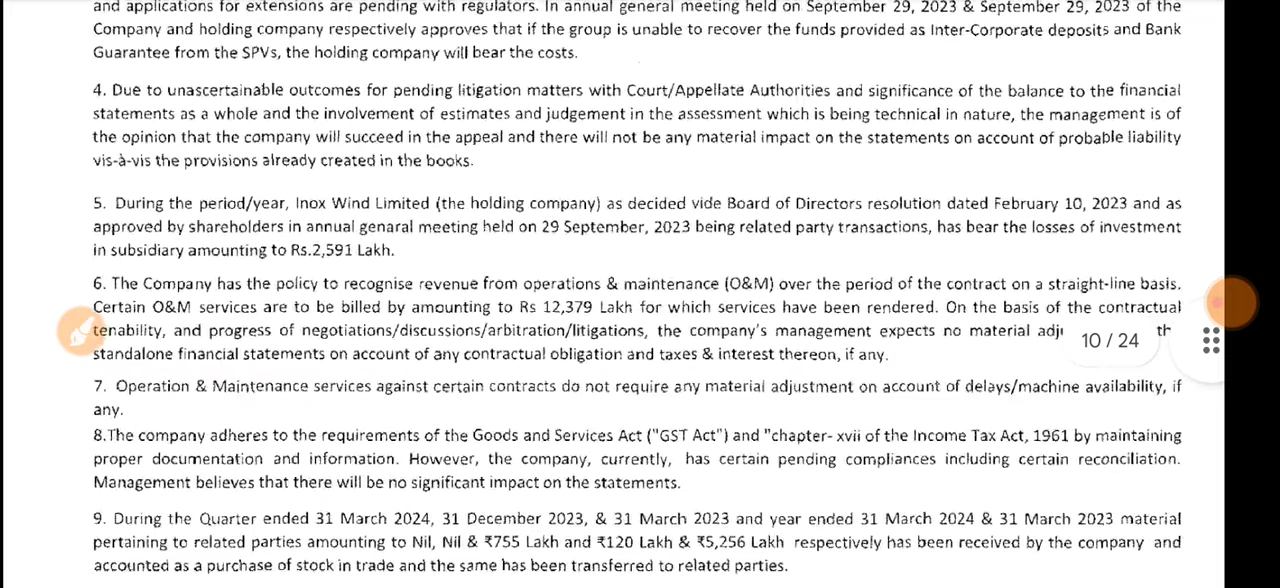 and applications for extensions are pending with regulators. In annual general meeting held on September 29, 2023 & September 29, 2023 of the
Company and holding company respectively approves that if the group is unable to recover the funds provided as Inter-Corporate deposits and Bank
Guarantee from the SPVs, the holding company will bear the costs.
4. Due to unascertainable outcomes for pending litigation matters with Court/Appellate Authorities and significance of the balance to the financial
statements as a whole and the involvement of estimates and judgement in the assessment which is being technical in nature, the management is of
the opinion that the company will succeed in the appeal and there will not be any material impact on the statements on account of probable liability
vis-à-vis the provisions already created in the books.
5. During the period/year, Inox Wind Limited (the holding company) as decided vide Board of Directors resolution dated February 10, 2023 and as
approved by shareholders in annual genaral meeting held on 29 September, 2023 being related party transactions, has bear the losses of investment
in subsidiary amounting to Rs.2,591 Lakh.
6. The Company has the policy to recognise revenue from operations & maintenance (O&M) over the period of the contract on a straight-line basis.
Certain O&M services are to be billed by amounting to Rs 12,379 Lakh for which services have been rendered. On the basis of the contractual
tenability, and progress of negotiations/discussions/arbitration/litigations, the company's management expects no material
10 / 24
standalone financial statements on account of any contractual obligation and taxes & interest thereon, if any.
7. Operation & Maintenance services against certain contracts do not require any material adjustment on account of delays/machine availability, if
any.
8.The company adheres to the requirements of the Goods and Services Act ("GST Act") and "chapter- xvii of the Income Tax Act, 1961 by maintaining
proper documentation and information. However, the company, currently, has certain pending compliances including certain reconciliation.
Management believes that there will be no significant impact on the statements.
9. During the Quarter ended 31 March 2024, 31 December 2023, & 31 March 2023 and year ended 31 March 2024 & 31 March 2023 material
pertaining to related parties amounting to Nil, Nil & ₹755 Lakh and ₹120 Lakh & ₹5,256 Lakh respectively has been received by the company and
accounted as a purchase of stock in trade and the same has been transferred to related parties.